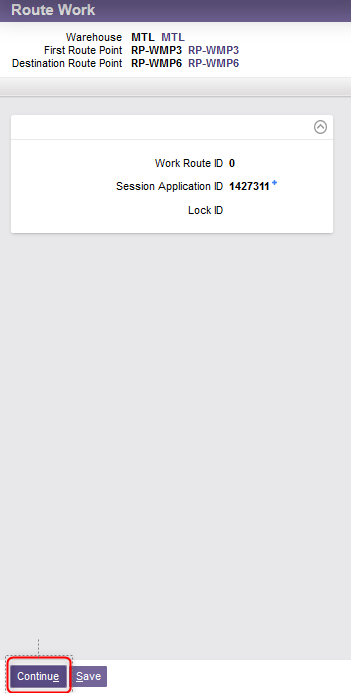 Route Work
Warehouse MTL MTL
First Route Point RP-WMP3 RP-WMP3
Destination Route Point RP-WMP6 RP-WMP6
Work Route ID 0
Session Application ID 1427311
Lock ID
Continue Save